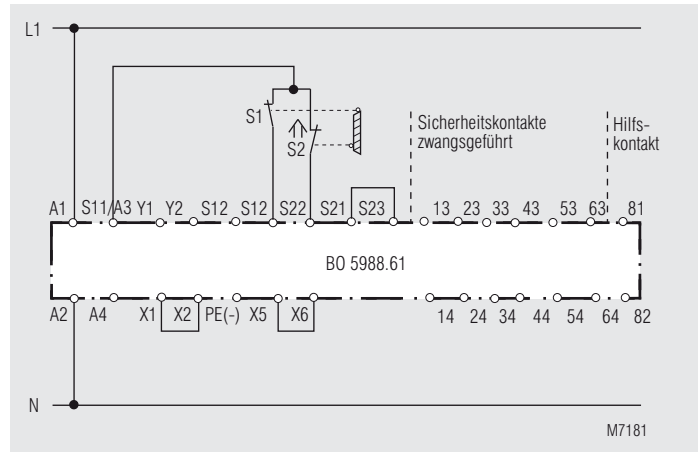 L1
S1
S2
Sicherheitskontakte
zwangsgeführt
Hilfs-
kontakt
A1 S11/A3 Y1 Y2 S12 S12 S22 S21 S23 13 23 33 43 53 63 81
BO 5988.61
A2 A4 X1 X2 PE(-) X5 X6 14 24 34 44 54 64 82
N
M7181